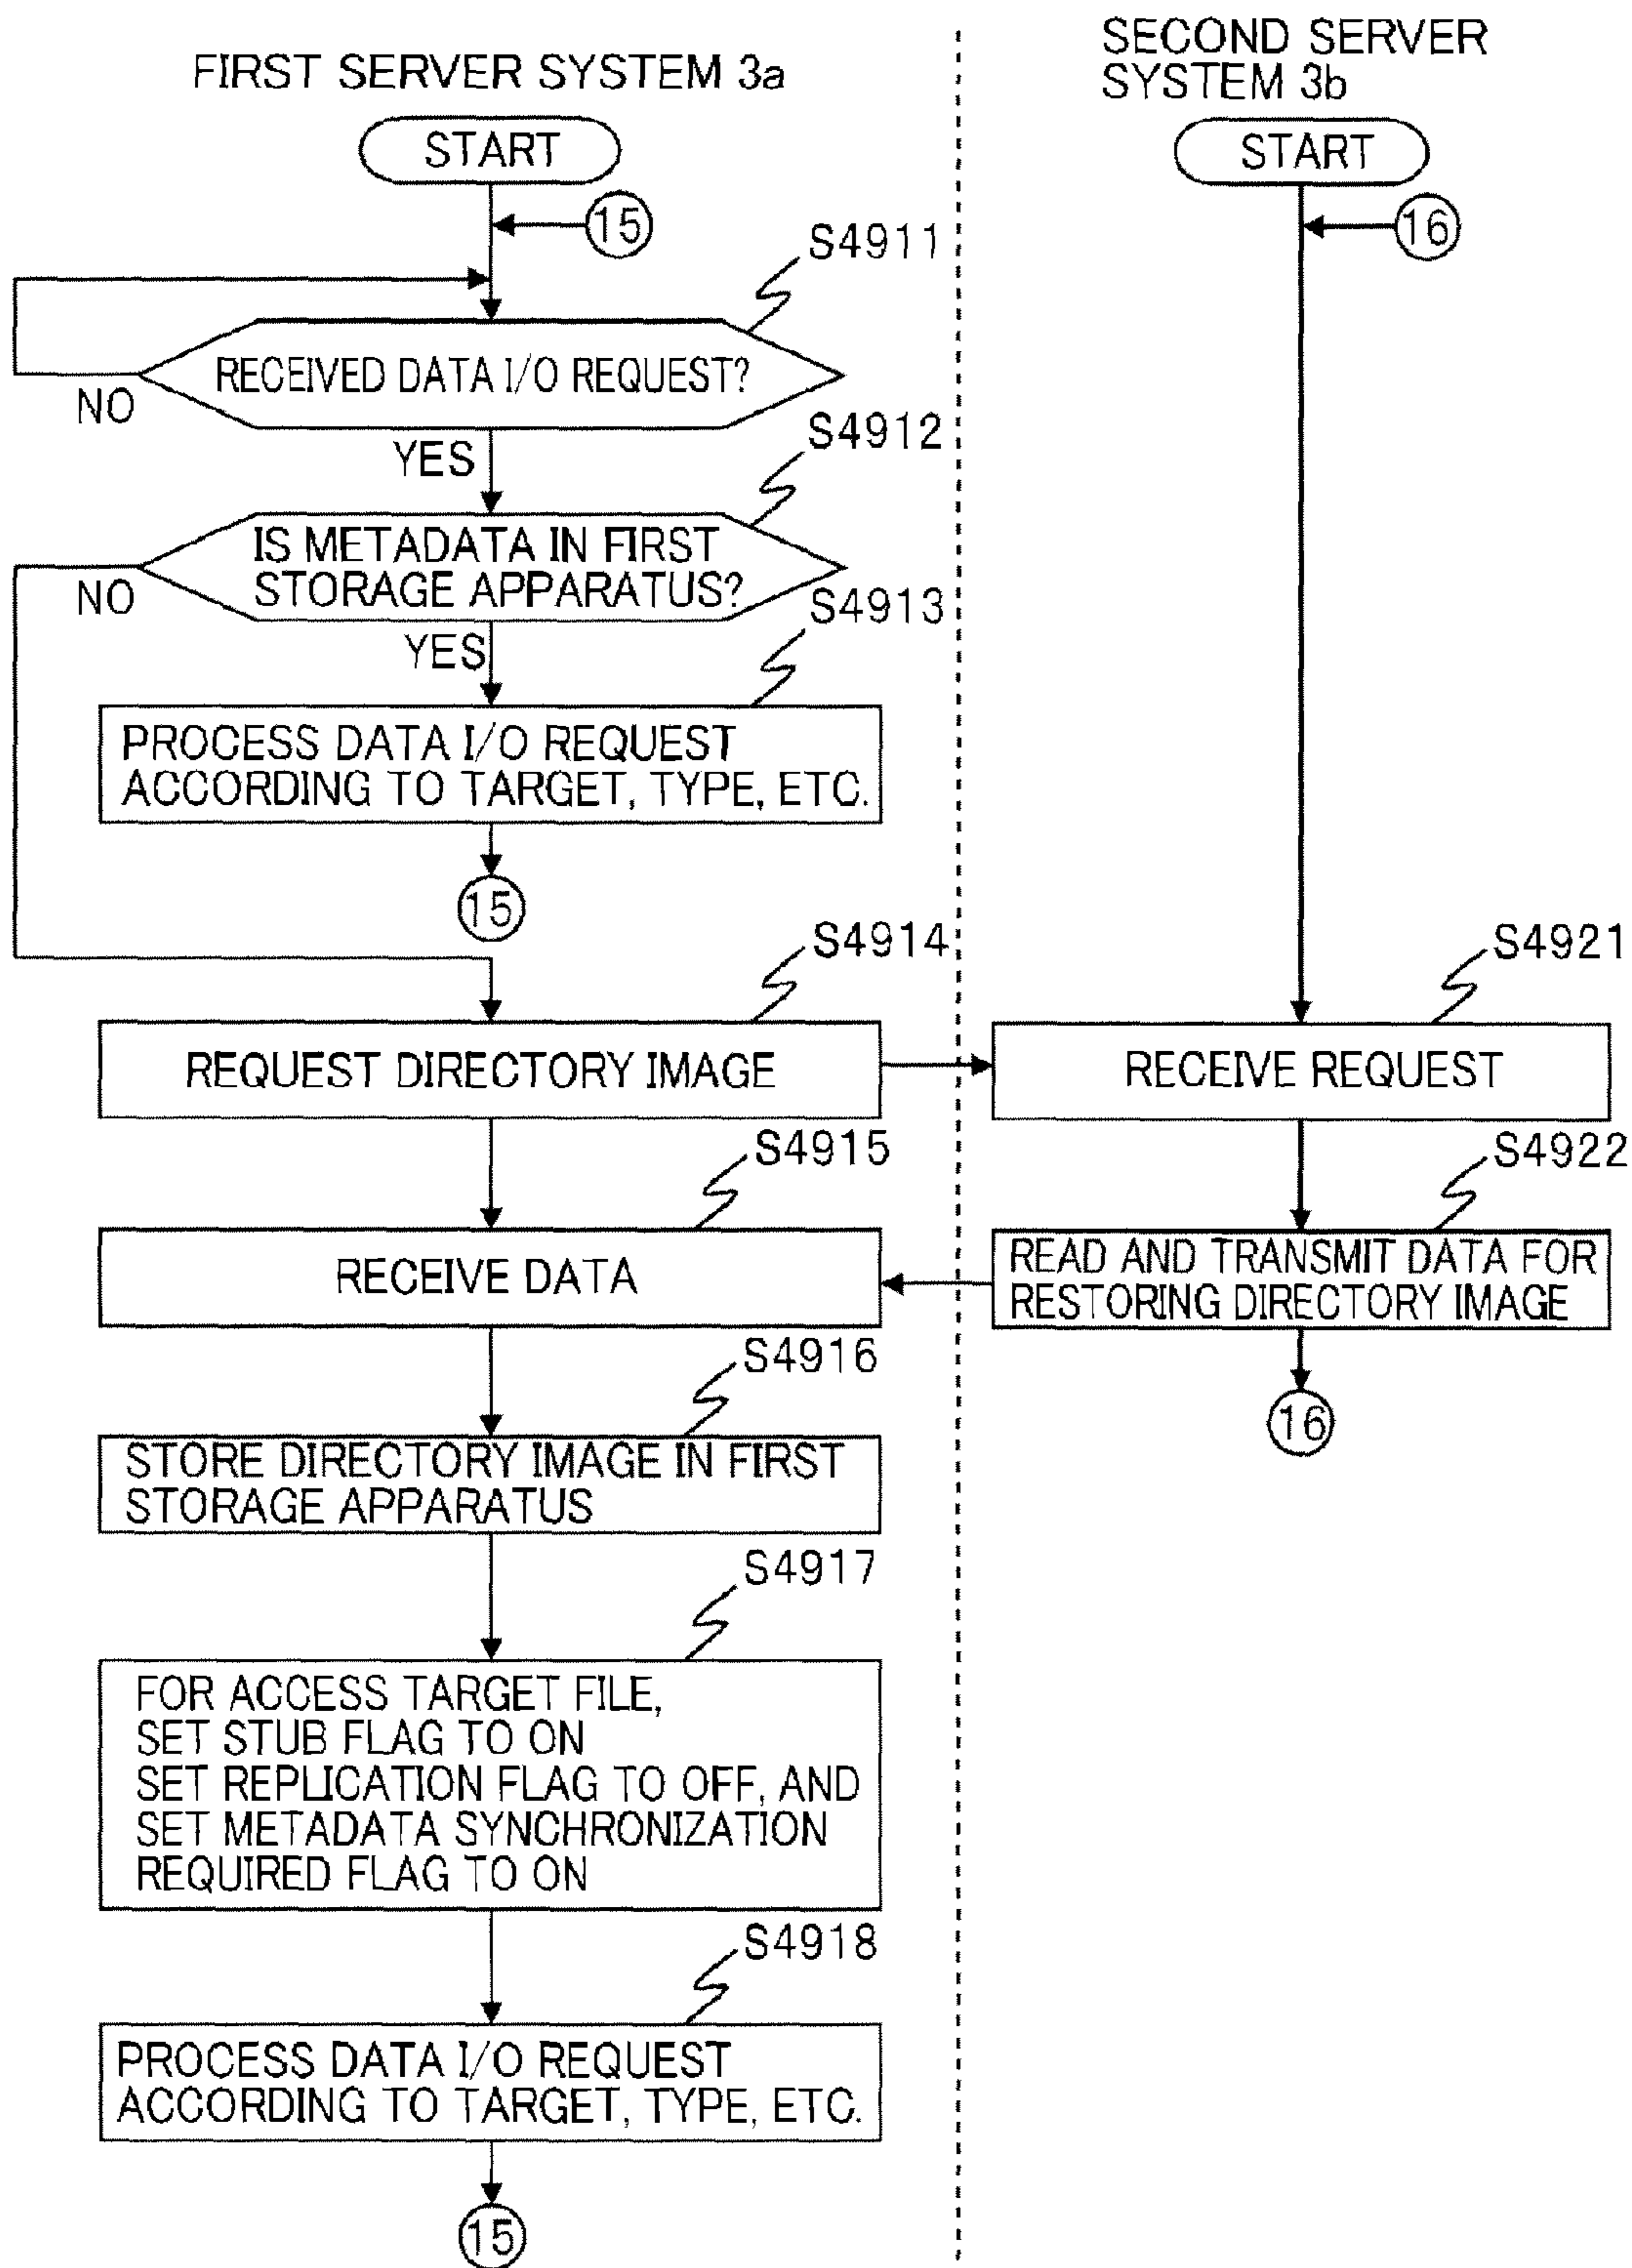 FIRST SERVER SYSTEM 3a
SECOND SERVER
SYSTEM 3b
START
START
15
16
S4911
RECEIVED DATA I/O REQUEST?
NO
YES
S4912
IS METADATA IN FIRST
STORAGE APPARATUS?
NO
YES
S4913
PROCESS DATA I/O REQUEST
ACCORDING TO TARGET, TYPE, ETC.
15
S4914
REQUEST DIRECTORY IMAGE
S4921
RECEIVE REQUEST
S4915
RECEIVE DATA
S4922
READ AND TRANSMIT DATA FOR
RESTORING DIRECTORY IMAGE
16
S4916
STORE DIRECTORY IMAGE IN FIRST
STORAGE APPARATUS
S4917
FOR ACCESS TARGET FILE,
SET STUB FLAG TO ON
SET REPLICATION FLAG TO OFF, AND
SET METADATA SYNCHRONIZATION
REQUIRED FLAG TO ON
S4918
PROCESS DATA I/O REQUEST
ACCORDING TO TARGET, TYPE, ETC.
15